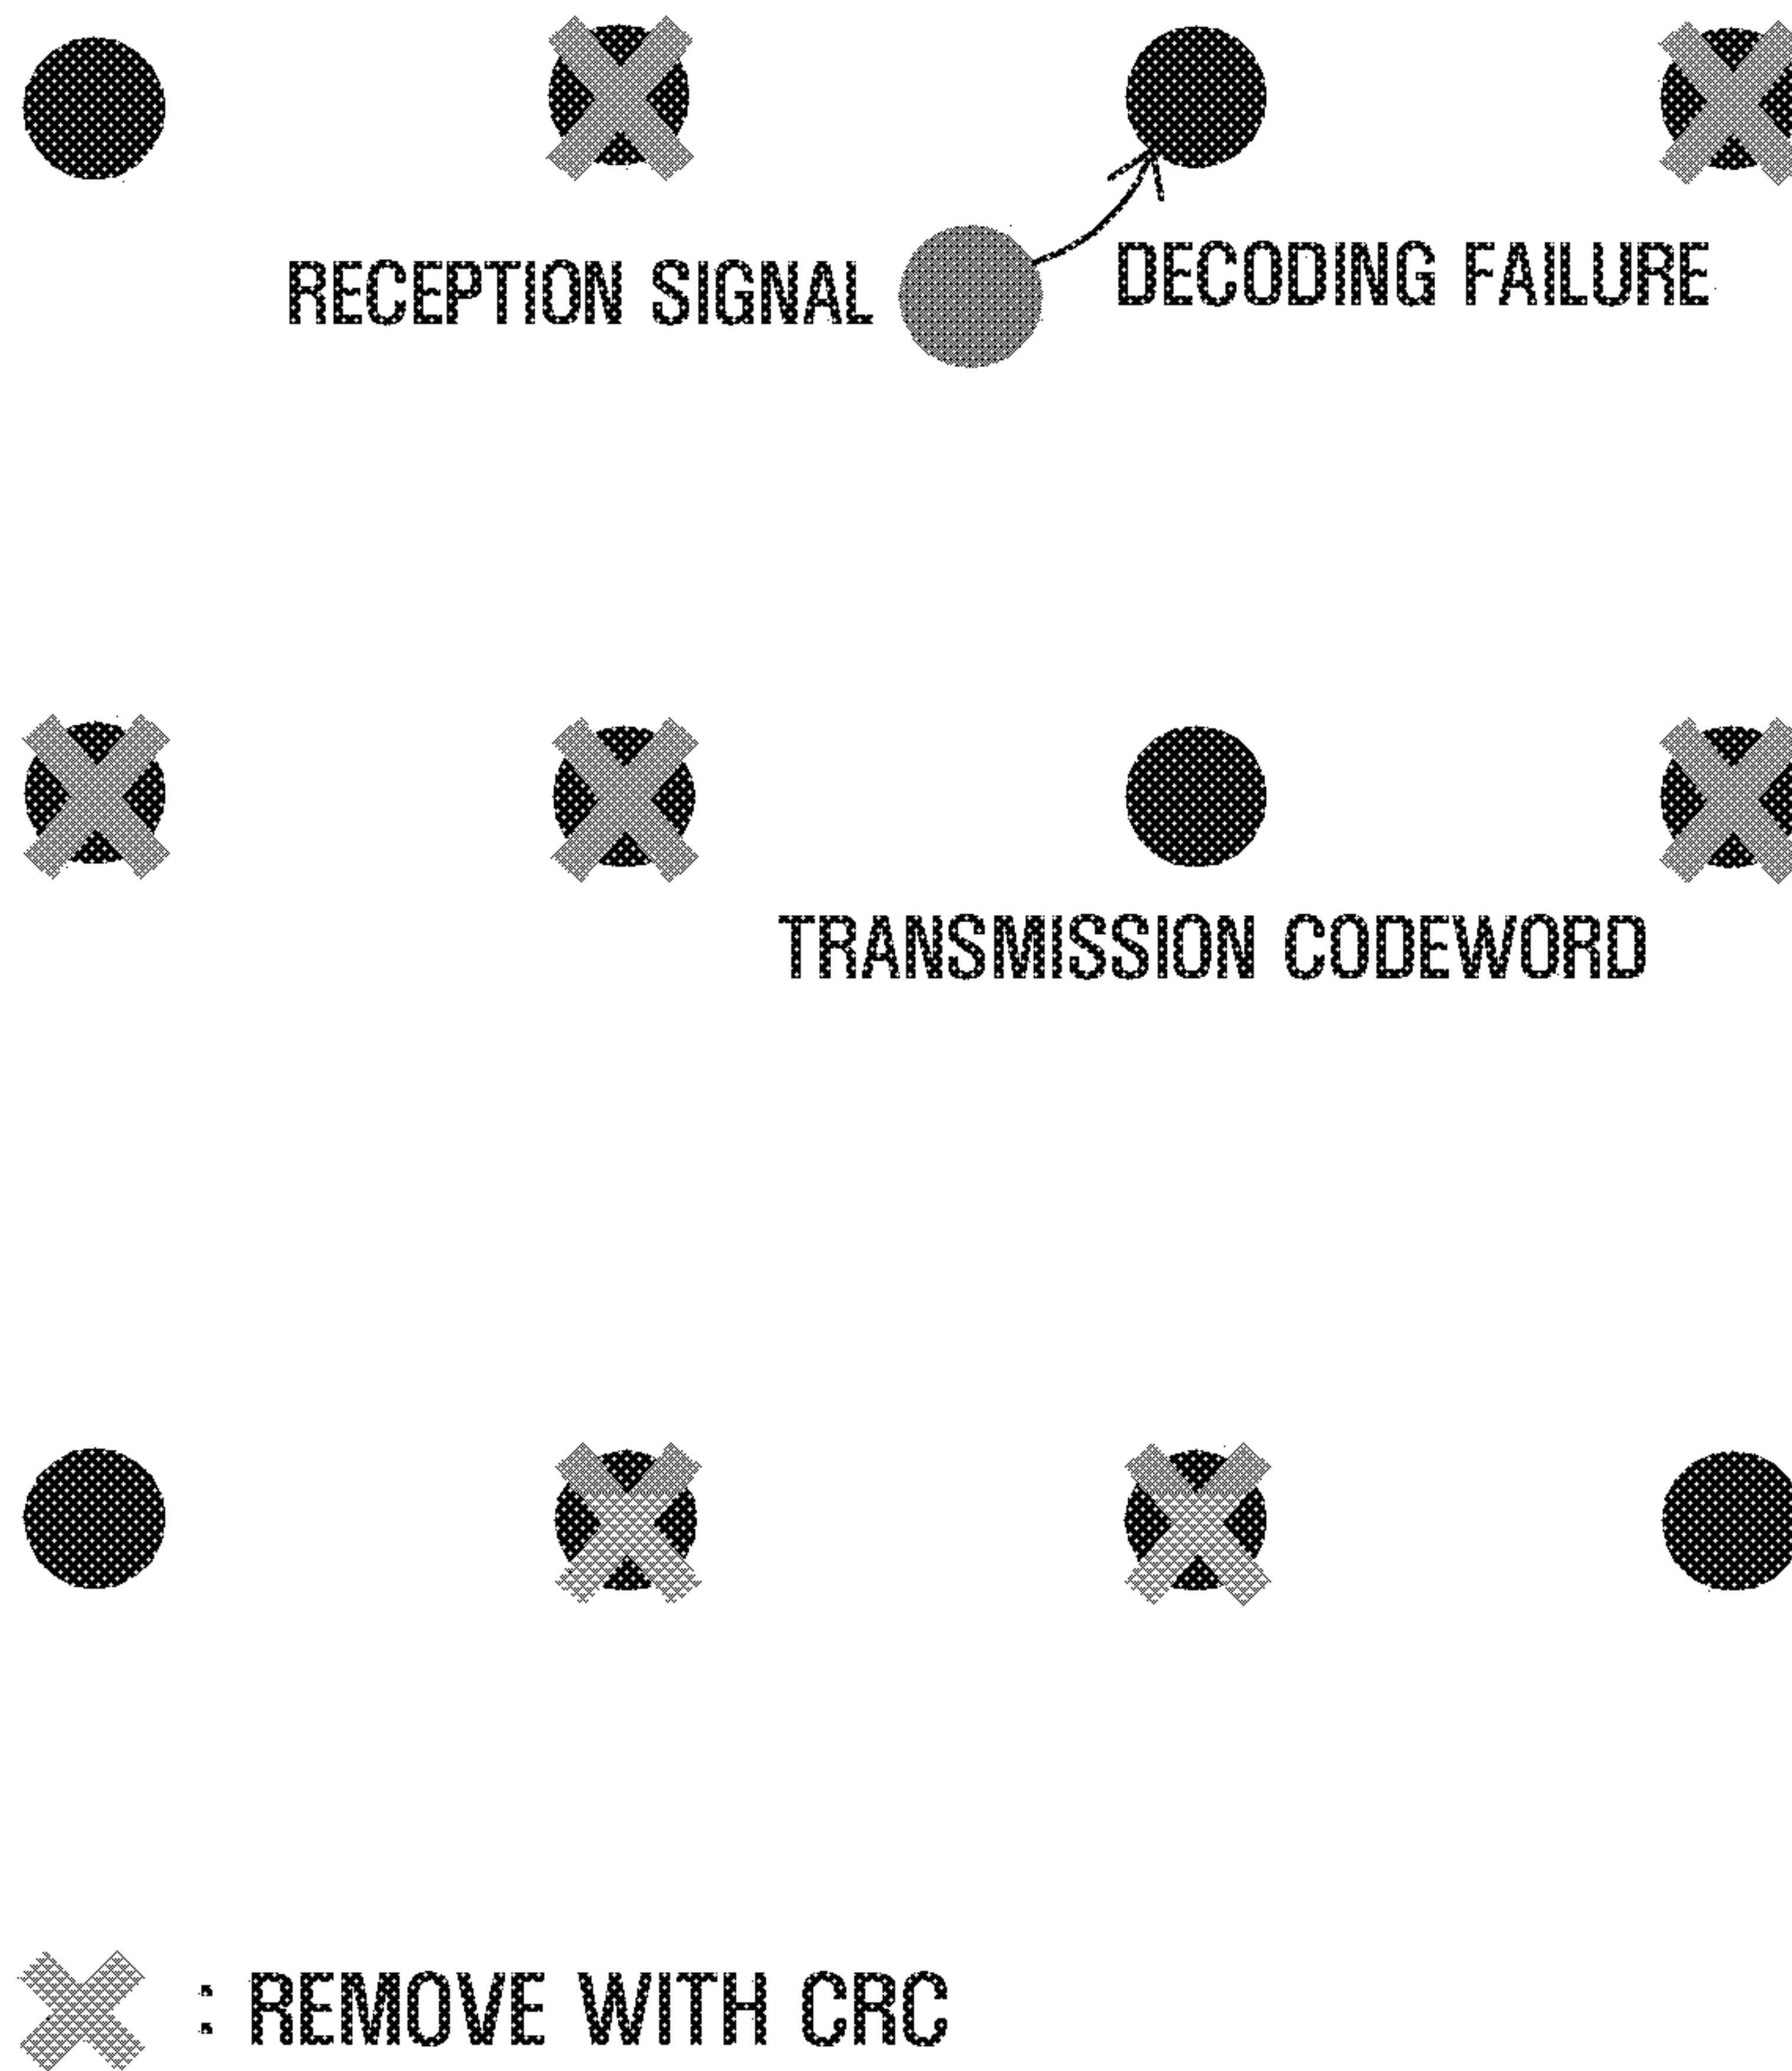 RECEPTION SIGNAL
DECODING FAILURE
TRANSMISSION CODEWORD
: REMOVE WITH CRC